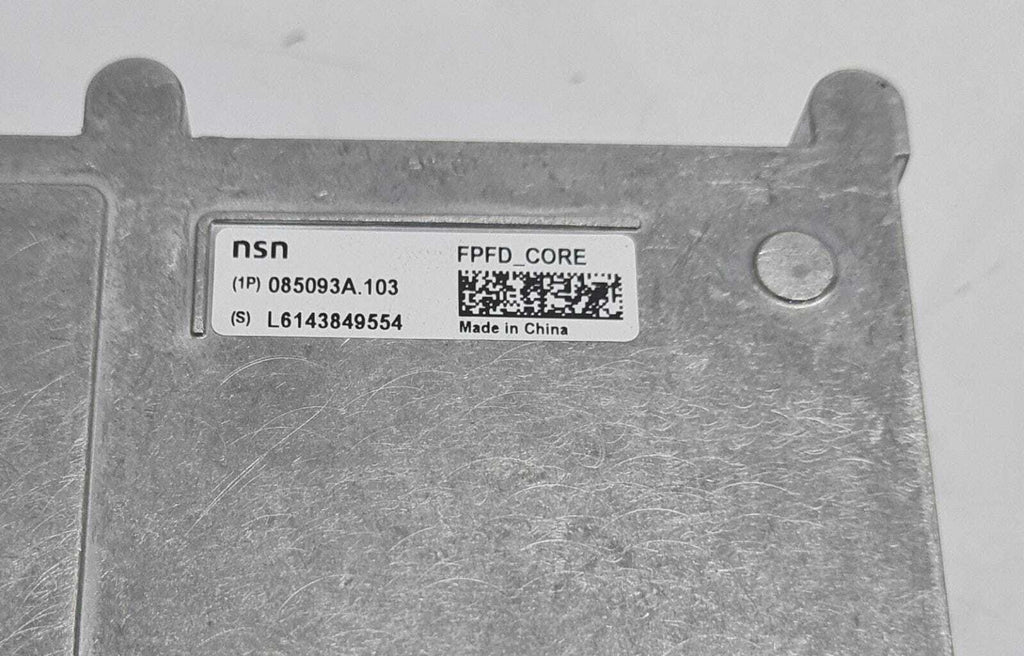 nsn
FPFD_CORE
(1P) 085093A.103
(S) L6143849554
Made in China